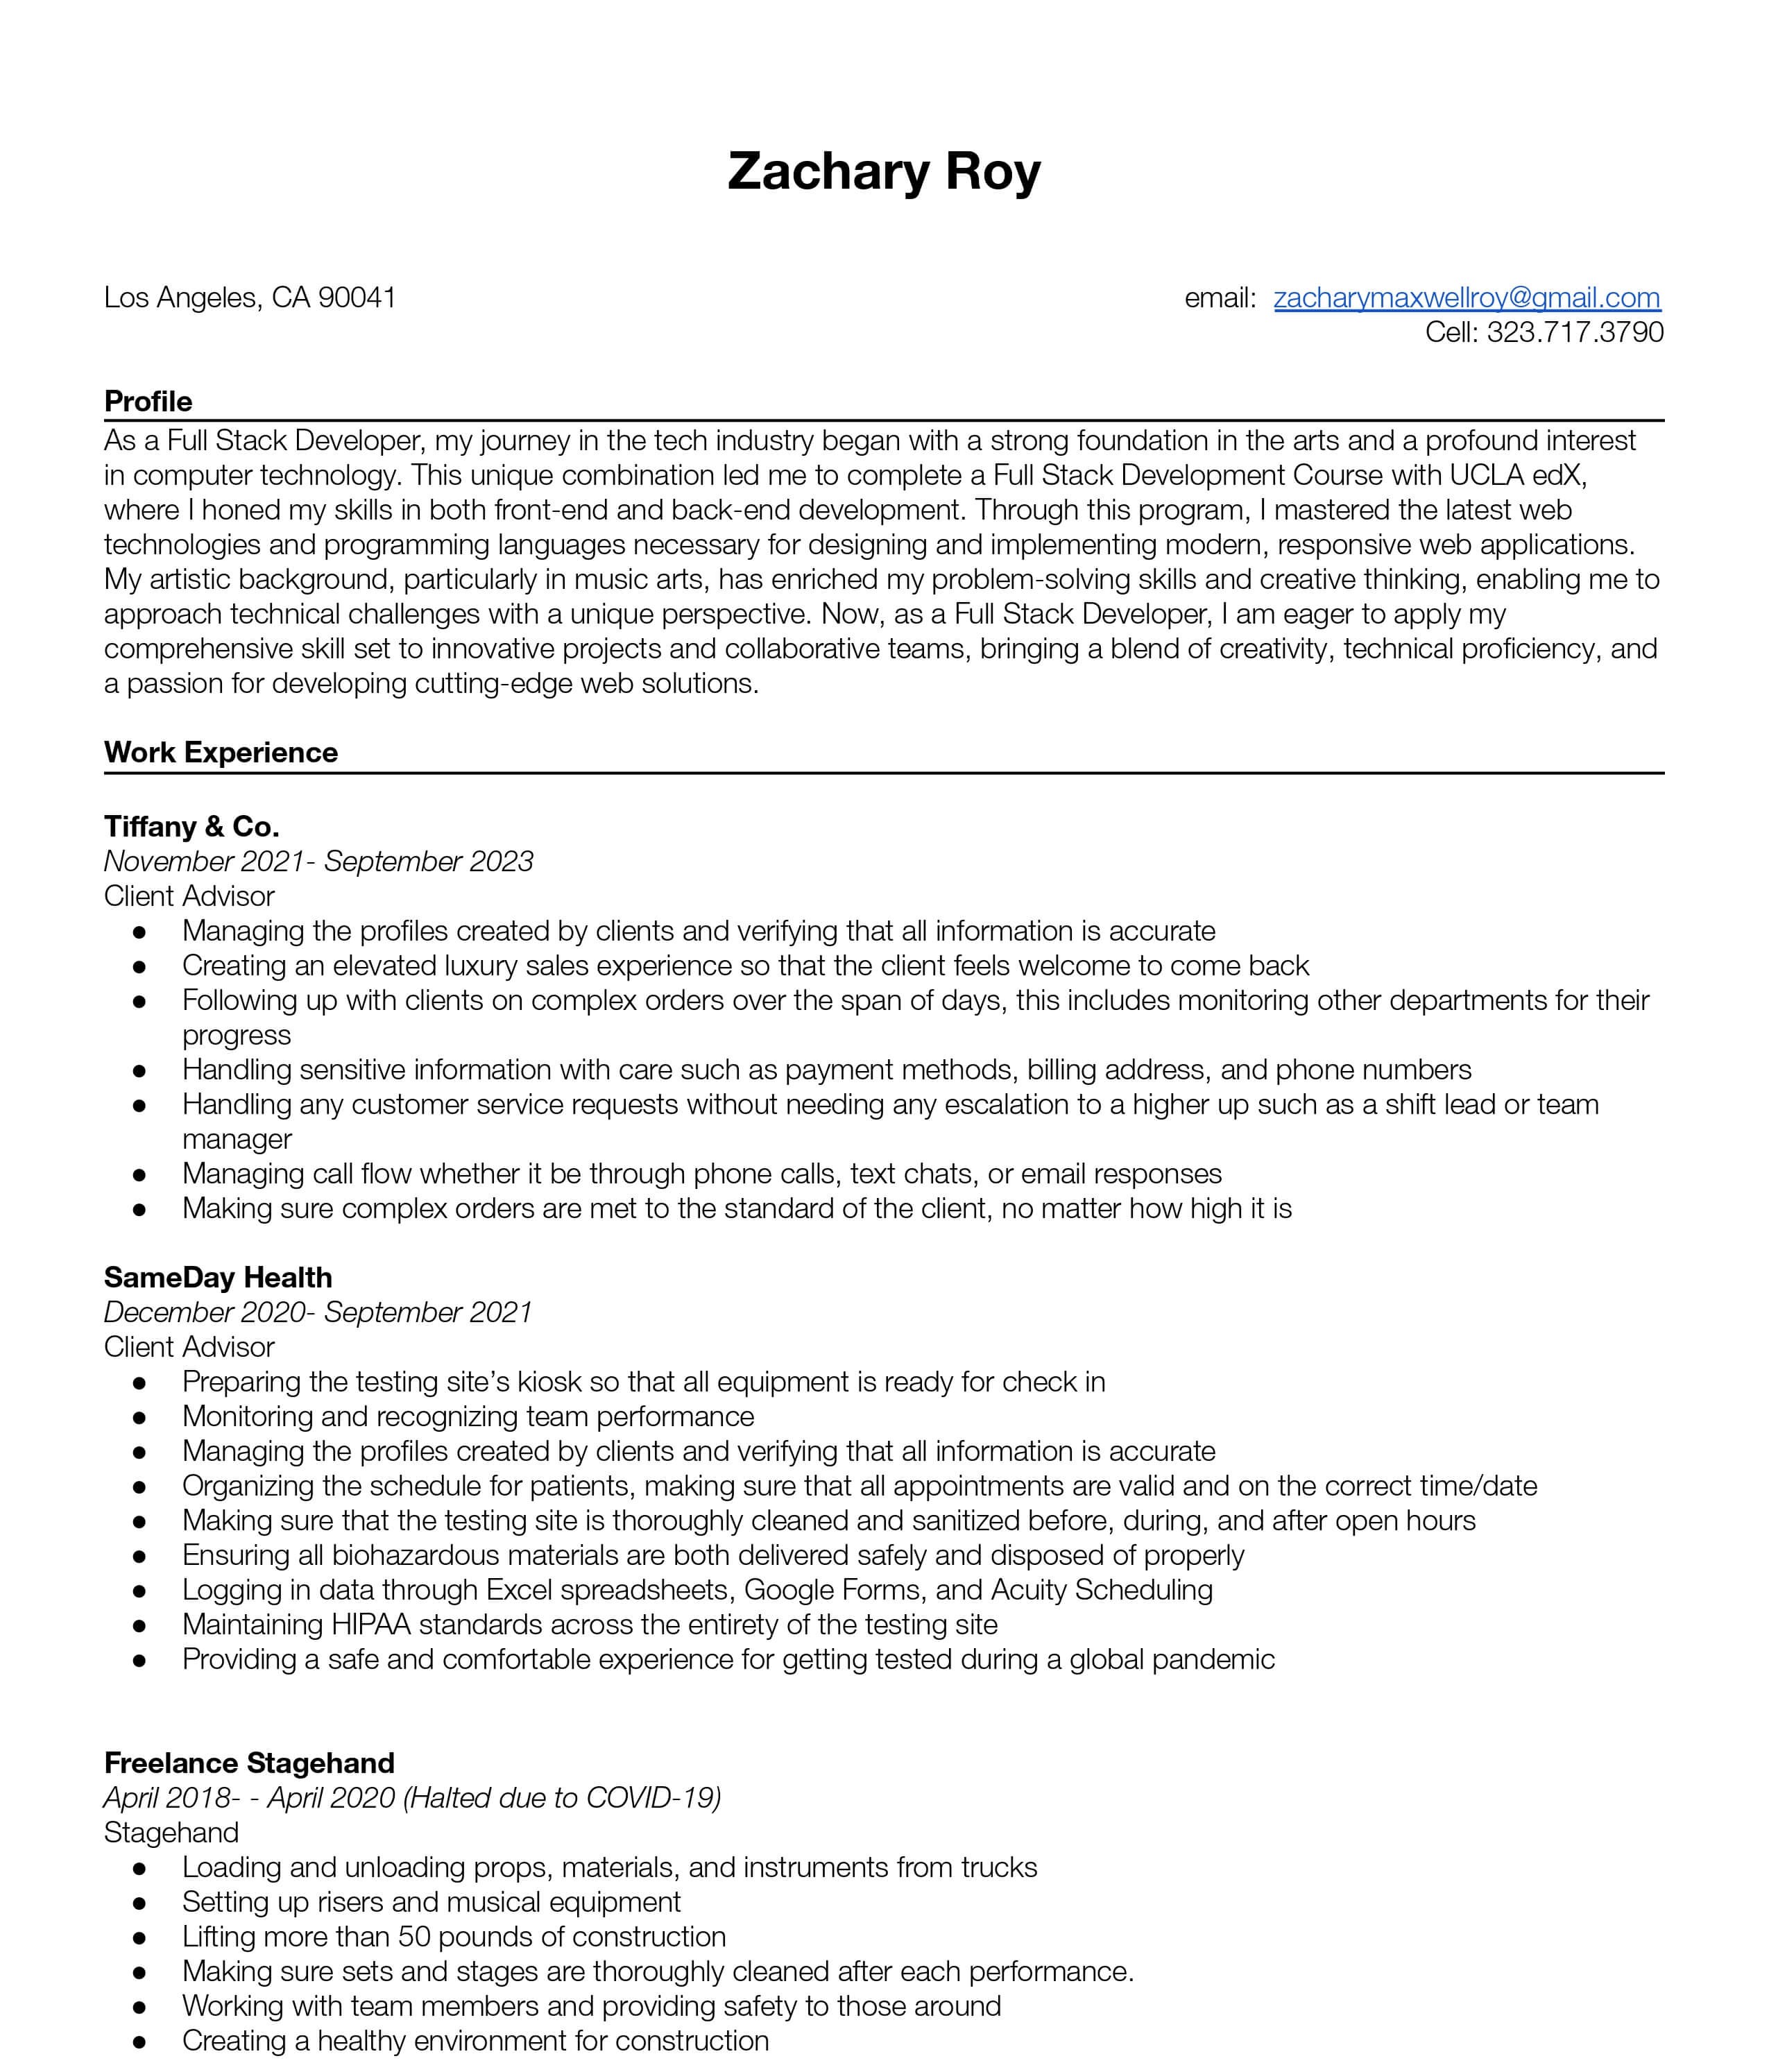 Zachary Roy
Los Angeles, CA 90041 email: zacharymaxwellroy@gmail.com
Cell: 323.717.3790
Profile
As a Full Stack Developer, my journey in the tech industry began with a strong foundation in the arts and a profound interest
in computer technology. This unique combination led me to complete a Full Stack Development Course with UCLA edX,
where I honed my skills in both front-end and back-end development. Through this program, I mastered the latest web
technologies and programming languages necessary for designing and implementing modern, responsive web applications.
My artistic background, particularly in music arts, has enriched my problem-solving skills and creative thinking, enabling me to
approach technical challenges with a unique perspective. Now, as a Full Stack Developer, I am eager to apply my
comprehensive skill set to innovative projects and collaborative teams, bringing a blend of creativity, technical proficiency, and
a passion for developing cutting-edge web solutions.
Work Experience
Tiffany & Co.
November 2021- September 2023
Client Advisor
● Managing the profiles created by clients and verifying that all information is accurate
● Creating an elevated luxury sales experience so that the client feels welcome to come back
● Following up with clients on complex orders over the span of days, this includes monitoring other departments for their
progress
● Handling sensitive information with care such as payment methods, billing address, and phone numbers
● Handling any customer service requests without needing any escalation to a higher up such as a shift lead or team
manager
● Managing call flow whether it be through phone calls, text chats, or email responses
● Making sure complex orders are met to the standard of the client, no matter how high it is
SameDay Health
December 2020- September 2021
Client Advisor
● Preparing the testing site’s kiosk so that all equipment is ready for check in
● Monitoring and recognizing team performance
● Managing the profiles created by clients and verifying that all information is accurate
● Organizing the schedule for patients, making sure that all appointments are valid and on the correct time/date
● Making sure that the testing site is thoroughly cleaned and sanitized before, during, and after open hours
● Ensuring all biohazardous materials are both delivered safely and disposed of properly
● Logging in data through Excel spreadsheets, Google Forms, and Acuity Scheduling
● Maintaining HIPAA standards across the entirety of the testing site
● Providing a safe and comfortable experience for getting tested during a global pandemic
Freelance Stagehand
April 2018- - April 2020 (Halted due to COVID-19)
Stagehand
● Loading and unloading props, materials, and instruments from trucks
● Setting up risers and musical equipment
● Lifting more than 50 pounds of construction
● Making sure sets and stages are thoroughly cleaned after each performance.
● Working with team members and providing safety to those around
● Creating a healthy environment for construction